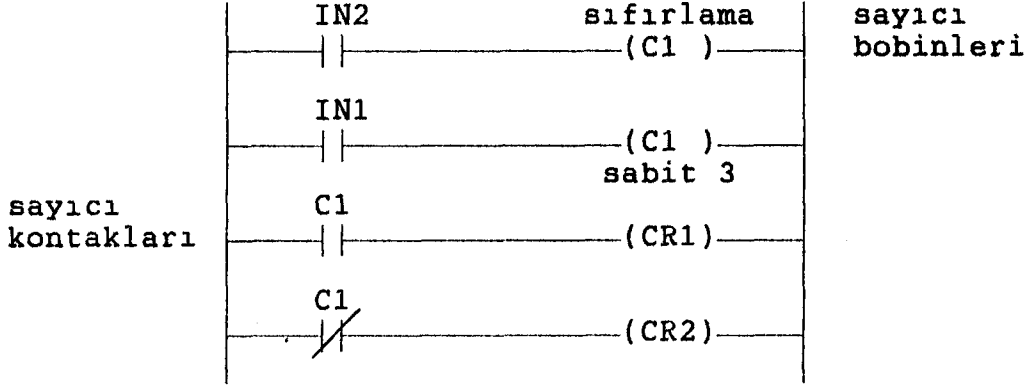 IN2 sıfırlama sayıcı
(C1 ) bobinleri
IN1
(C1 )
sabit 3
sayıcı C1
kontakları (CR1)
C1
(CR2)